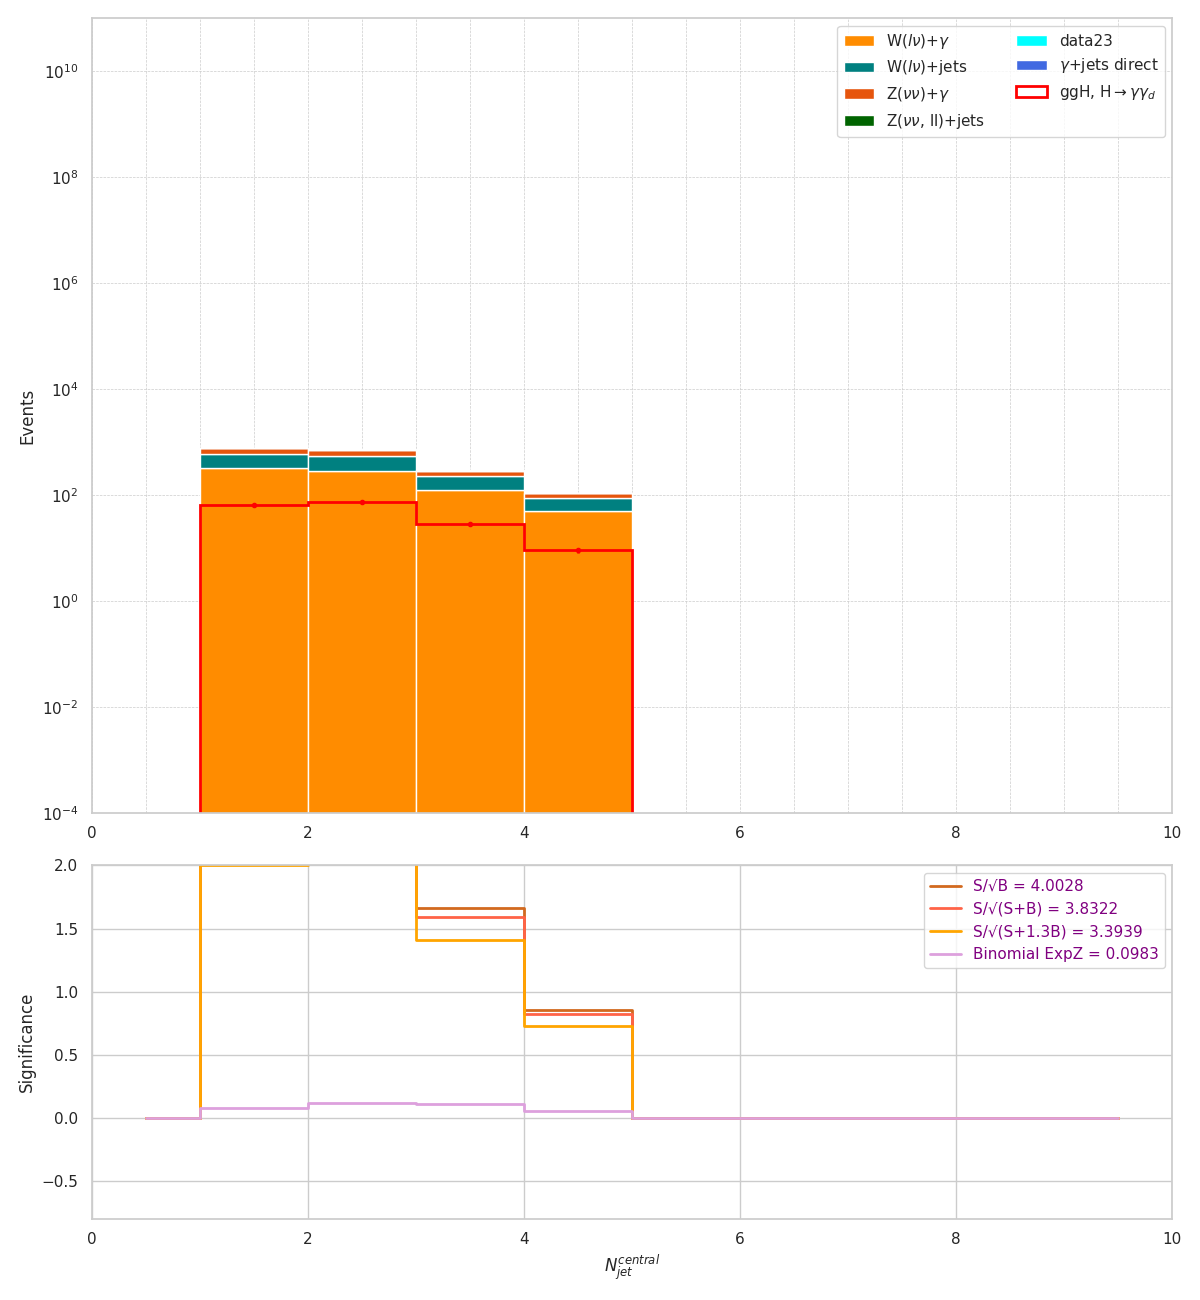 W(lν)+γ
W(lν)+jets
Z(νν)+γ
Z(νν, ll)+jets
data23
γ+jets direct
ggH, H→γγ_d
Events
10^10
10^8
10^6
10^4
10^2
10^0
10^−2
10^−4
0 2 4 6 8 10
S/√B = 4.0028
S/√(S+B) = 3.8322
S/√(S+1.3B) = 3.3939
Binomial ExpZ = 0.0983
Significance
2.0
1.5
1.0
0.5
0.0
−0.5
0 2 4 6 8 10
N_jet^central